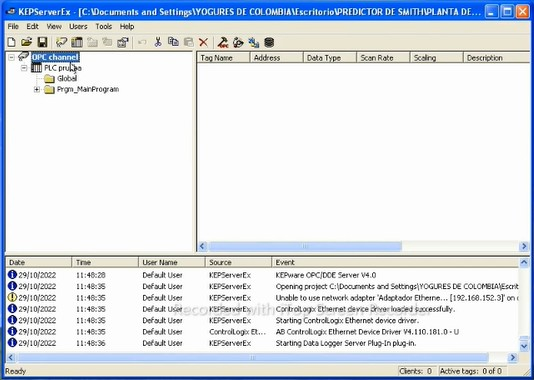 KEPServerEx - [C:\Documents and Settings\YOGURES DE COLOMBIA\Escritorio\PREDICTOR DE SMITH\PLANTA DE...
File Edit View Users Tools Help
OPC channel
PLC prueba
Global
Prgm_MainProgram
Tag Name Address Data Type Scan Rate Scaling Description
Date Time User Name Source Event
29/10/2022 11:48:28 Default User KEPServerEx KEPware OPC/DDE Server V4.0
29/10/2022 11:48:35 Default User KEPServerEx Opening project C:\Documents and Settings\YOGURES DE COLOMBIA\Escrit
29/10/2022 11:48:35 Default User KEPServerEx Unable to use network adapter 'Adaptador Etherne... [192.168.152.3]' on
29/10/2022 11:48:35 Default User KEPServerEx ControlLogix Ethernet device driver loaded successfully.
29/10/2022 11:48:35 Default User KEPServerEx Starting ControlLogix Ethernet device driver.
29/10/2022 11:48:35 Default User ControlLogix Et... AB ControlLogix Ethernet Device Driver V4.110.181.0 - U
29/10/2022 11:48:36 Default User KEPServerEx Starting Data Logger Server Plug-In plug-in.
Ready Clients: 0 Active tags: 0 of 0